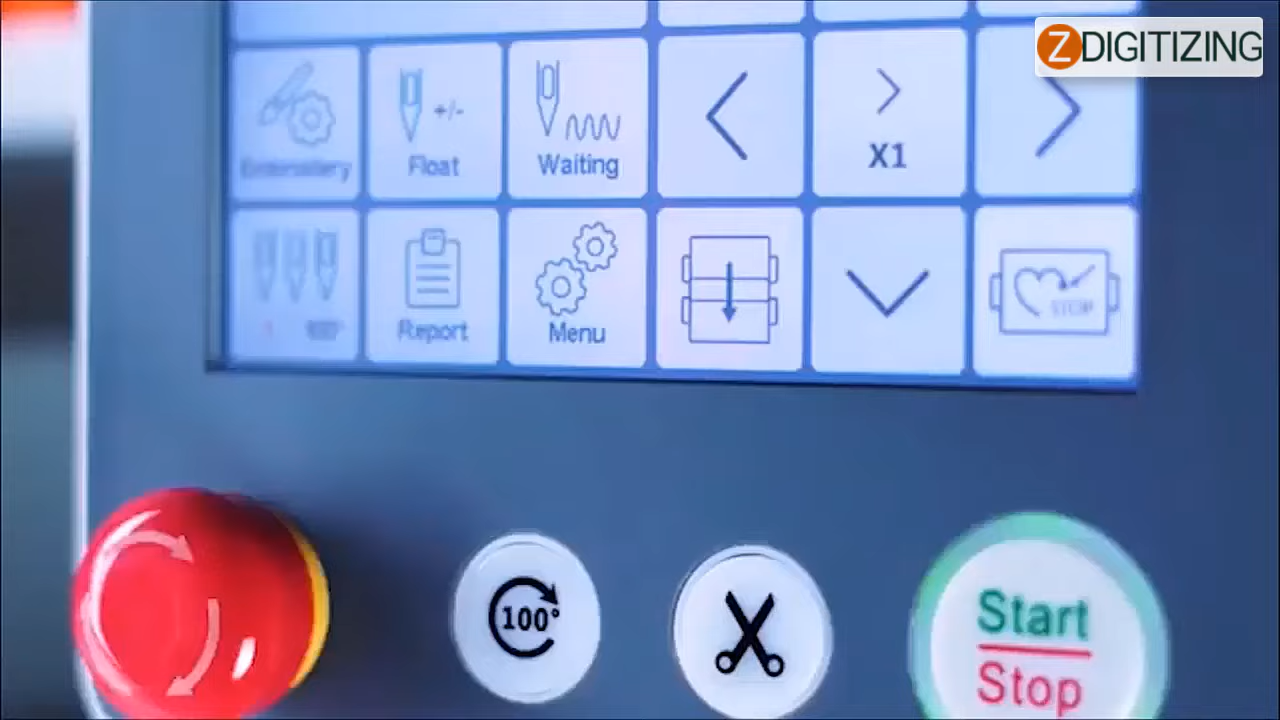 ZDIGITIZING
Embroidery
+/-
Float
Waiting
X1
Report
Menu
STOP
100°
Start
Stop